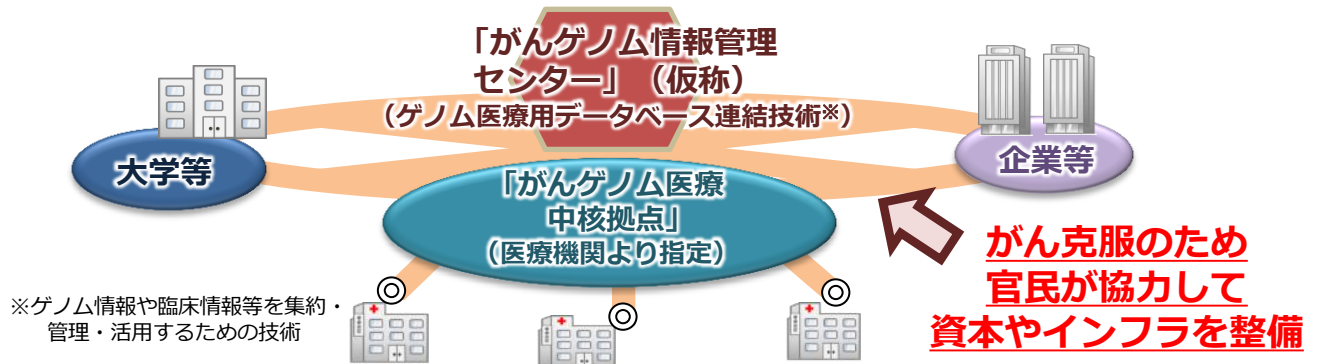 「がんゲノム情報管理
センター」（仮称）
（ゲノム医療用データベース連結技術※）
大学等
企業等
「がんゲノム医療
中核拠点」
（医療機関より指定）
がん克服のため
官民が協力して
資本やインフラを整備
◎
◎
◎
※ゲノム情報や臨床情報等を集約・
管理・活用するための技術